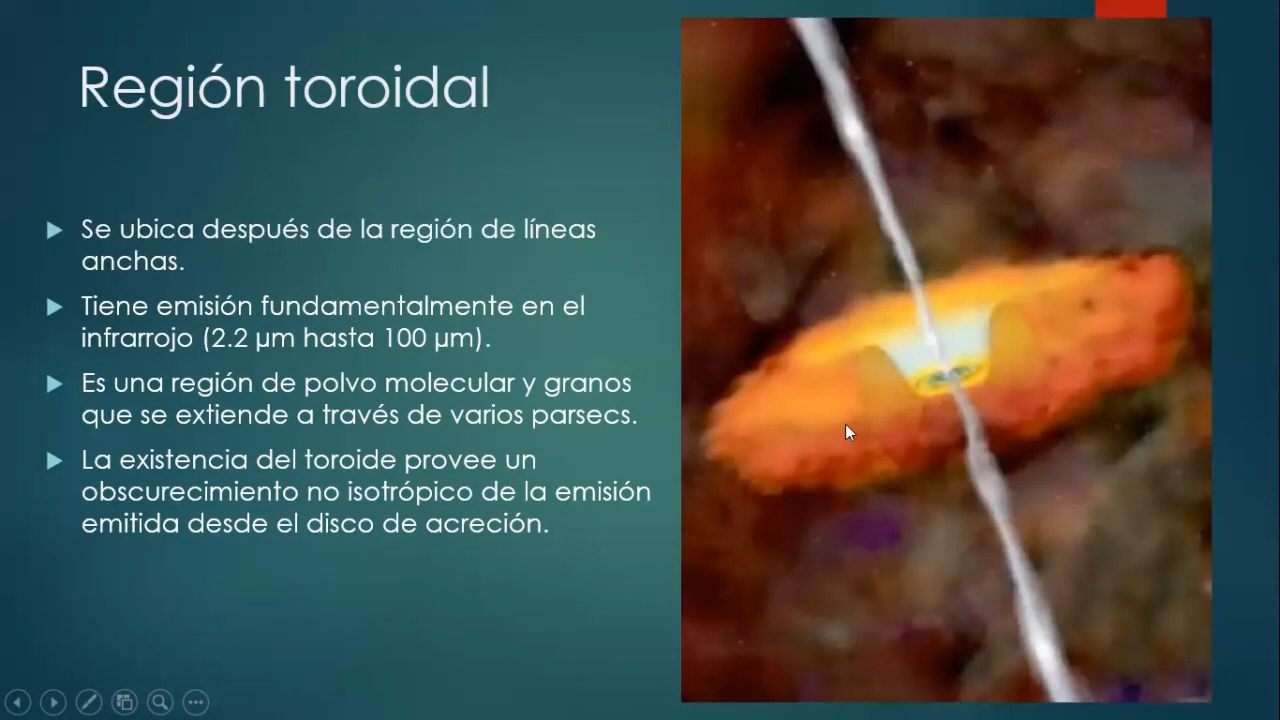 Región toroidal
Se ubica después de la región de líneas
anchas.
Tiene emisión fundamentalmente en el
infrarrojo (2.2 µm hasta 100 µm).
Es una región de polvo molecular y granos
que se extiende a través de varios parsecs.
La existencia del toroide provee un
obscurecimiento no isotrópico de la emisión
emitida desde el disco de acreción.